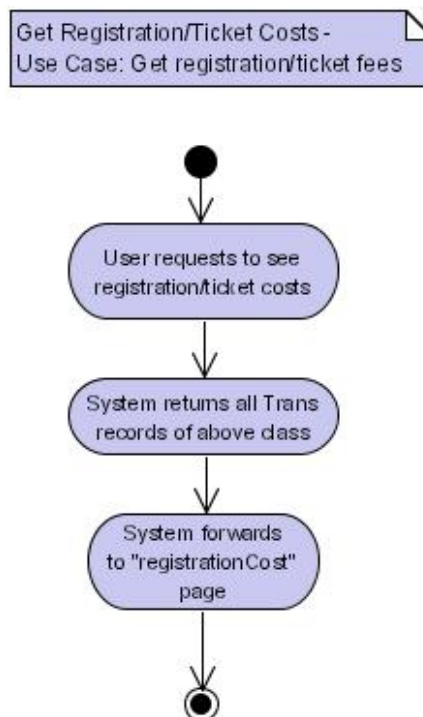 Get Registration/Ticket Costs -
Use Case: Get registration/ticket fees
User requests to see
registration/ticket costs
System returns all Trans
records of above class
System forwards
to "registrationCost"
page